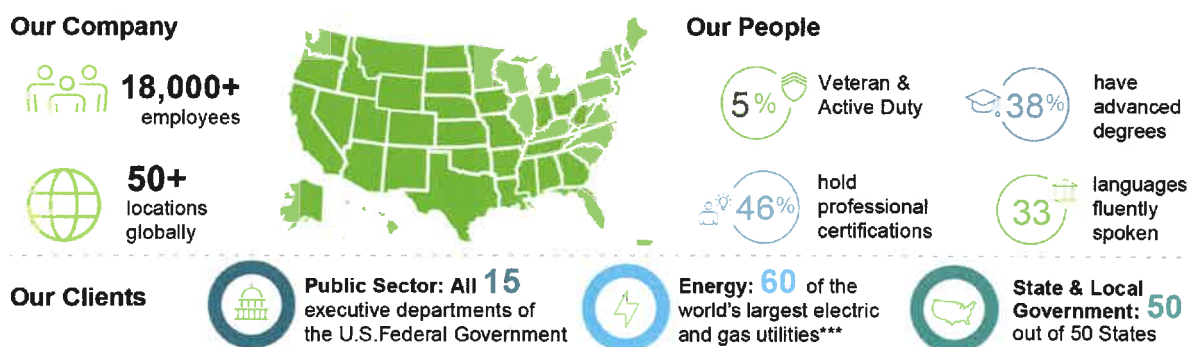 Our Company
18,000+
employees
50+
locations
globally
Our People
5%
Veteran &
Active Duty
38%
have
advanced
degrees
46%
hold
professional
certifications
33
languages
fluently
spoken
Our Clients
Public Sector: All 15
executive departments of
the U.S.Federal Government
Energy: 60 of the
world's largest electric
and gas utilities***
State & Local
Government: 50
out of 50 States